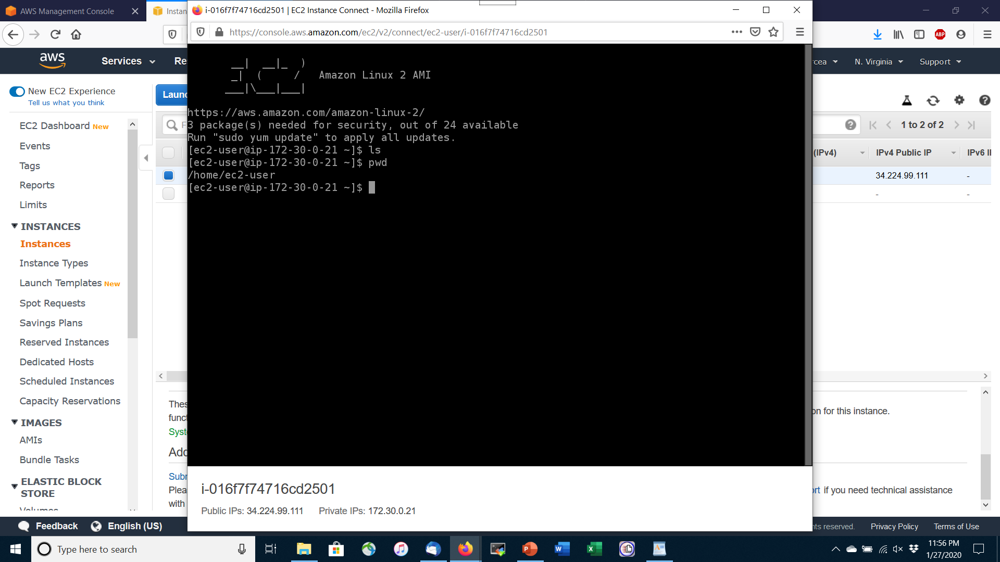 AWS Management Console
Instan
i-016f7f74716cd2501 | EC2 Instance Connect - Mozilla Firefox
https://console.aws.amazon.com/ec2/v2/connect/ec2-user/i-016f7f74716cd2501
ABP
aws
Services
Re
rcea
N. Virginia
Support
New EC2 Experience
Tell us what you think
EC2 Dashboard New
Events
Tags
Reports
Limits
INSTANCES
Instances
Instance Types
Launch Templates New
Spot Requests
Savings Plans
Reserved Instances
Dedicated Hosts
Scheduled Instances
Capacity Reservations
IMAGES
AMIs
Bundle Tasks
ELASTIC BLOCK
STORE
Volumes
Launc
F
1 to 2 of 2
(IPv4)
IPv4 Public IP
IPv6 I
34.224.99.111
-
-
-
__|  __|_  )
_|  (     /   Amazon Linux 2 AMI
___|\___|___|
https://aws.amazon.com/amazon-linux-2/
3 package(s) needed for security, out of 24 available
Run "sudo yum update" to apply all updates.
[ec2-user@ip-172-30-0-21 ~]$ ls
[ec2-user@ip-172-30-0-21 ~]$ pwd
/home/ec2-user
[ec2-user@ip-172-30-0-21 ~]$
Thes
func
Syst
Add
Subr
Plea
with
on for this instance.
ort if you need technical assistance
i-016f7f74716cd2501
Public IPs: 34.224.99.111 Private IPs: 172.30.0.21
Feedback
English (US)
hts reserved.
Privacy Policy
Terms of Use
Type here to search
11:56 PM
1/27/2020